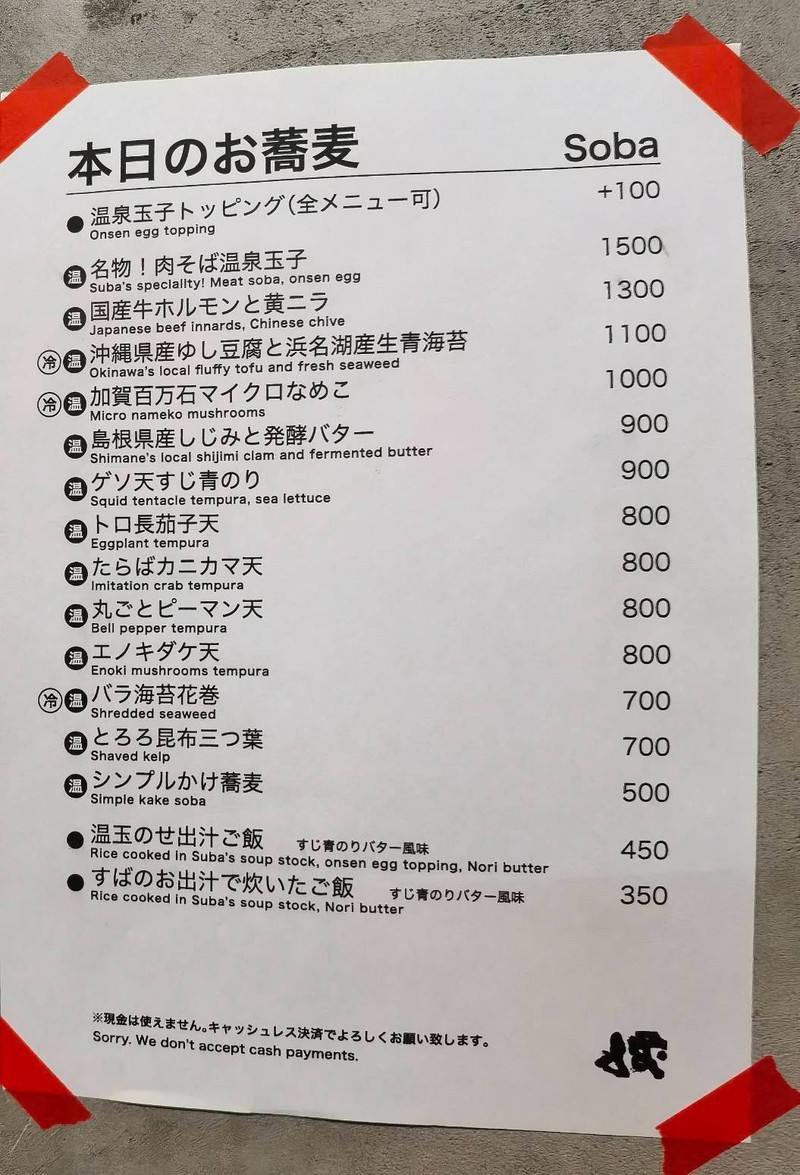 本日のお蕎麦 Soba
● 温泉玉子トッピング(全メニュー可) +100
Onsen egg topping
温 名物！肉そば温泉玉子 1500
Suba's speciality! Meat soba, onsen egg
温 国産牛ホルモンと黄ニラ 1300
Japanese beef innards, Chinese chive
冷 温 沖縄県産ゆし豆腐と浜名湖産生青海苔 1100
Okinawa's local fluffy tofu and fresh seaweed
冷 温 加賀百万石マイクロなめこ 1000
Micro nameko mushrooms
温 島根県産しじみと発酵バター 900
Shimane's local shijimi clam and fermented butter
温 ゲソ天すじ青のり 900
Squid tentacle tempura, sea lettuce
温 トロ長茄子天 800
Eggplant tempura
温 たらばカニカマ天 800
Imitation crab tempura
温 丸ごとピーマン天 800
Bell pepper tempura
温 エノキダケ天 800
Enoki mushrooms tempura
冷 温 バラ海苔花巻 700
Shredded seaweed
温 とろろ昆布三つ葉 700
Shaved kelp
温 シンプルかけ蕎麦 500
Simple kake soba
● 温玉のせ出汁ご飯 すじ青のりバター風味 450
Rice cooked in Suba's soup stock, onsen egg topping, Nori butter
● すばのお出汁で炊いたご飯 すじ青のりバター風味 350
Rice cooked in Suba's soup stock, Nori butter
※現金は使えません。キャッシュレス決済でよろしくお願い致します。
Sorry. We don't accept cash payments.